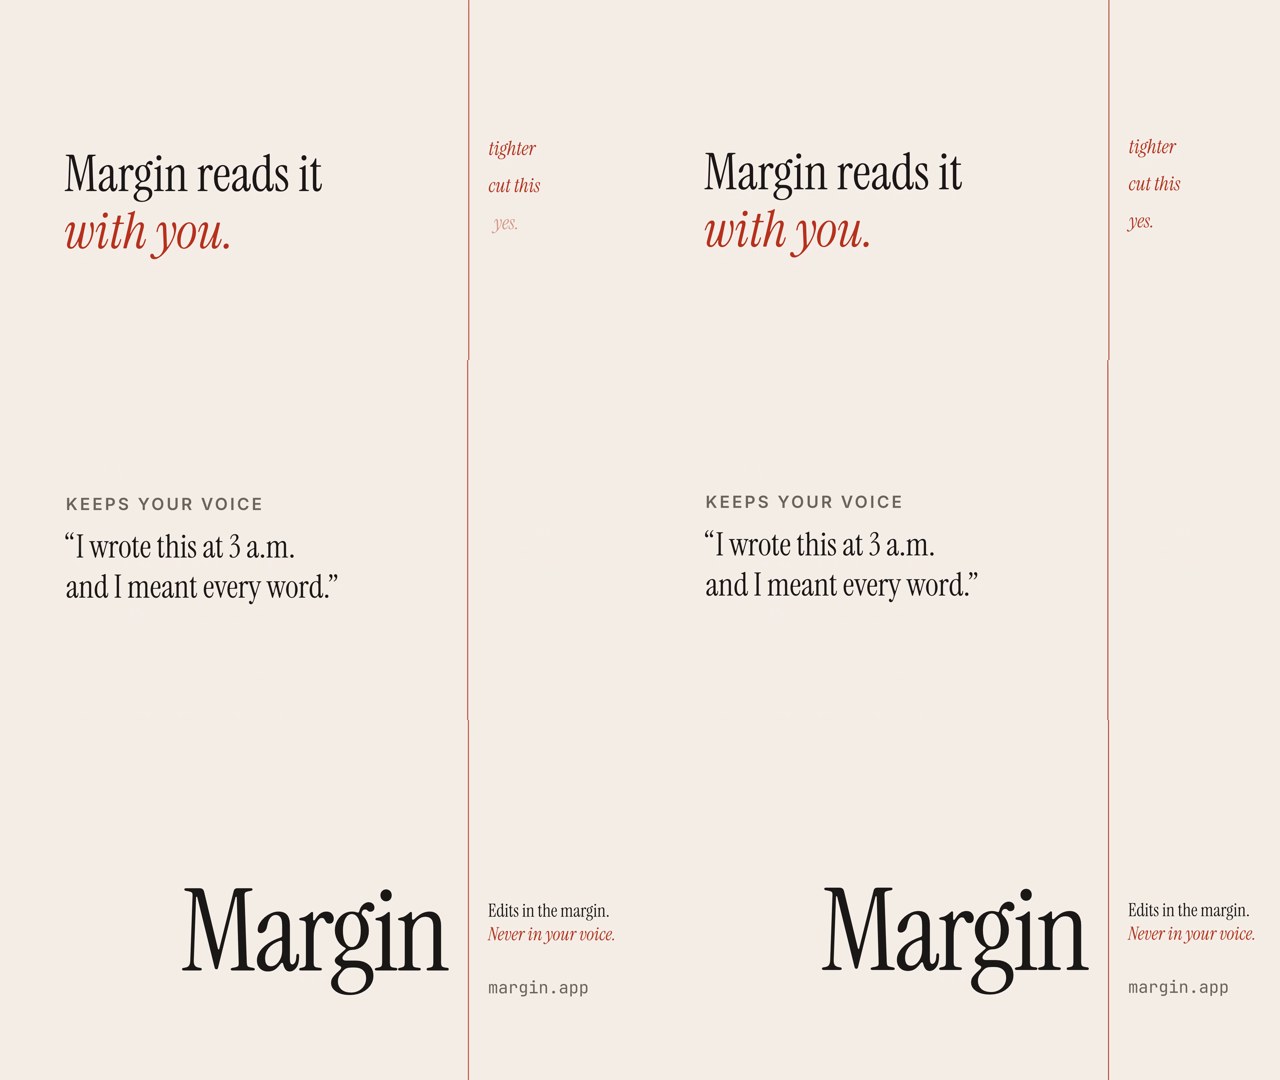 Margin reads it
with you.
tighter
cut this
yes.
Margin reads it
with you.
tighter
cut this
yes.
KEEPS YOUR VOICE
“I wrote this at 3 a.m.
and I meant every word.”
KEEPS YOUR VOICE
“I wrote this at 3 a.m.
and I meant every word.”
Margin
Edits in the margin.
Never in your voice.
margin.app
Margin
Edits in the margin.
Never in your voice.
margin.app